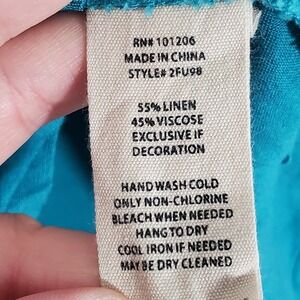 RN# 101206
MADE IN CHINA
STYLE# 2FU98
55% LINEN
45% VISCOSE
EXCLUSIVE IF
DECORATION
HAND WASH COLD
ONLY NON-CHLORINE
BLEACH WHEN NEEDED
HANG TO DRY
COOL IRON IF NEEDED
MAY BE DRY CLEANED